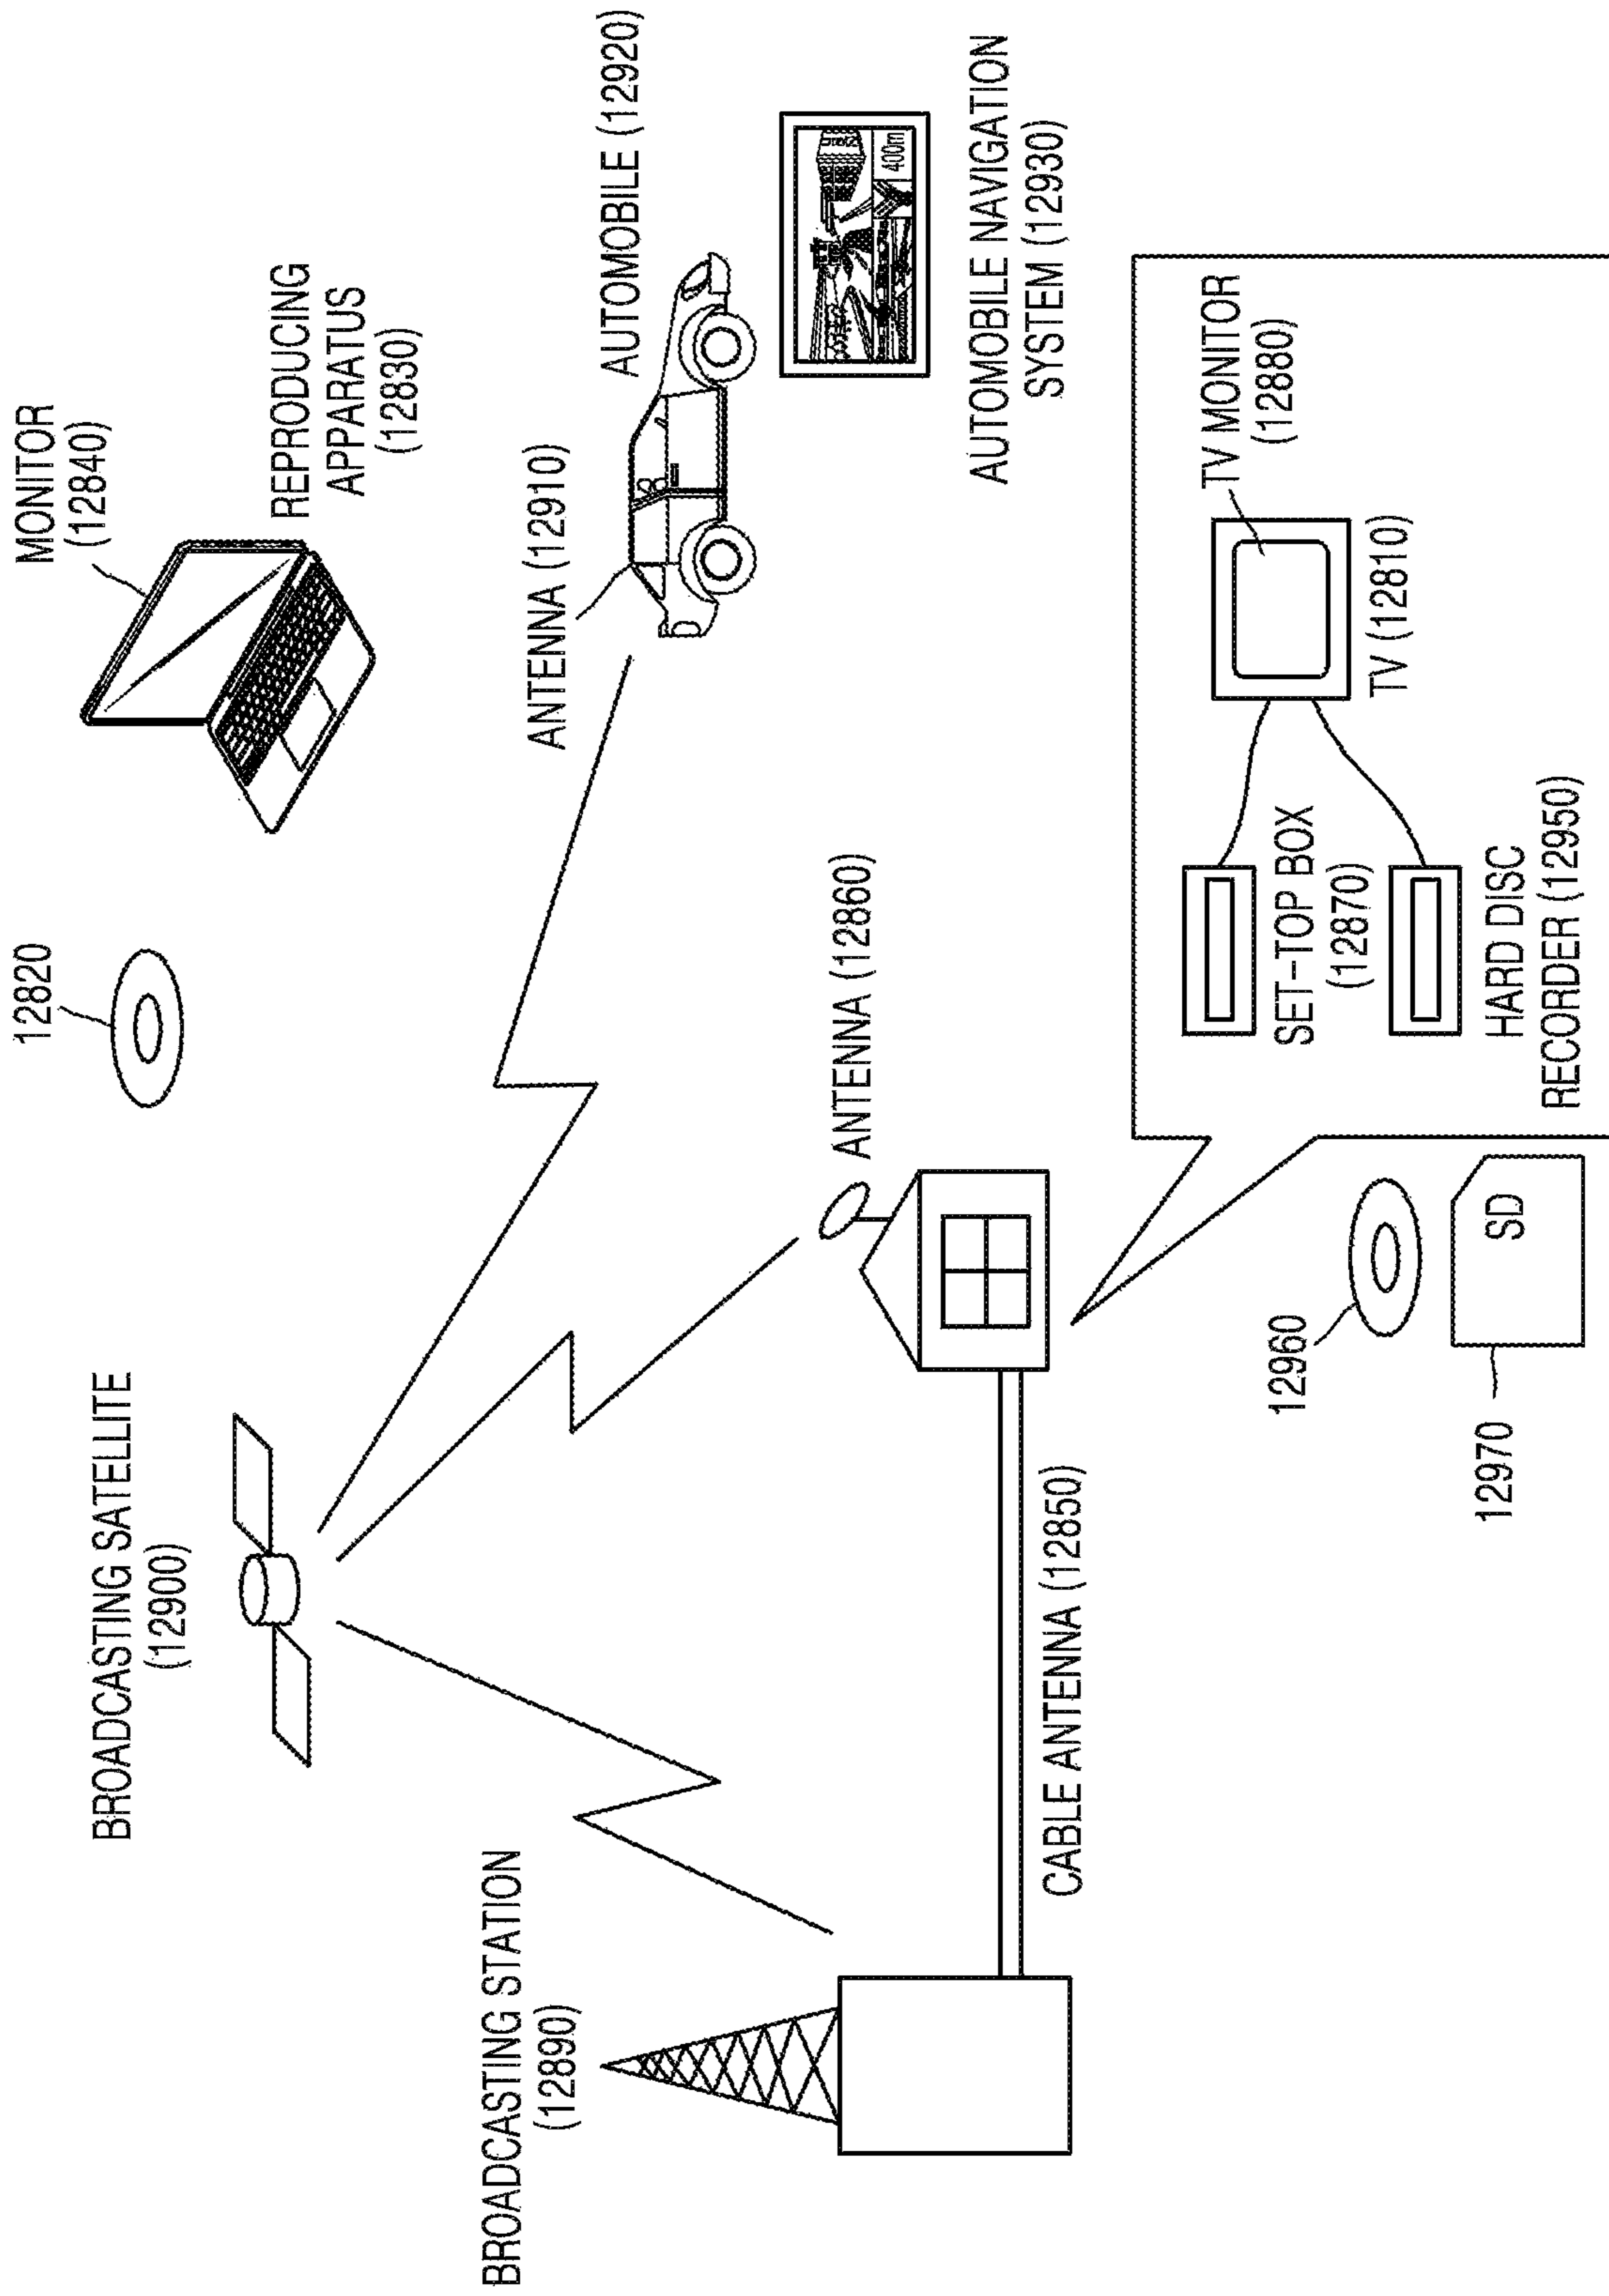 BROADCASTING SATELLITE
(12900)
12820
MONITOR
(12840)
REPRODUCING
APPARATUS
(12830)
BROADCASTING STATION
(12890)
ANTENNA (12910)
AUTOMOBILE (12920)
400m
AUTOMOBILE NAVIGATION
SYSTEM (12930)
ANTENNA (12860)
CABLE ANTENNA (12850)
12960
12970
SD
SET-TOP BOX
(12870)
HARD DISC
RECORDER (12950)
TV MONITOR
(12880)
TV (12810)